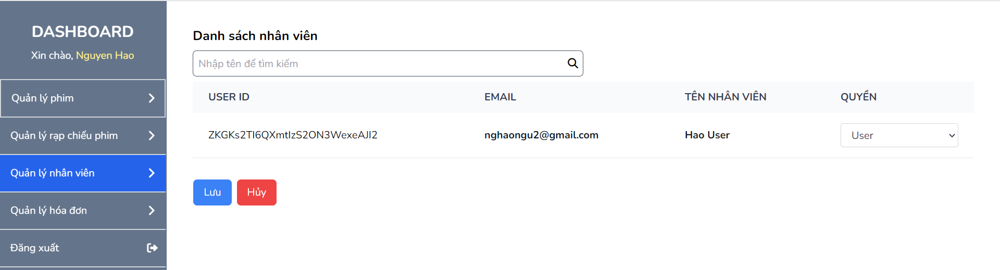 DASHBOARD
Xin chào, Nguyen Hao
Quản lý phim
Quản lý rạp chiếu phim
Quản lý nhân viên
Quản lý hóa đơn
Đăng xuất
Danh sách nhân viên
Nhập tên để tìm kiếm
USER ID EMAIL TÊN NHÂN VIÊN QUYỀN
ZKGKs2TI6QXmtIzS2ON3WexeAJI2 nghaongu2@gmail.com Hao User User
Lưu Hủy